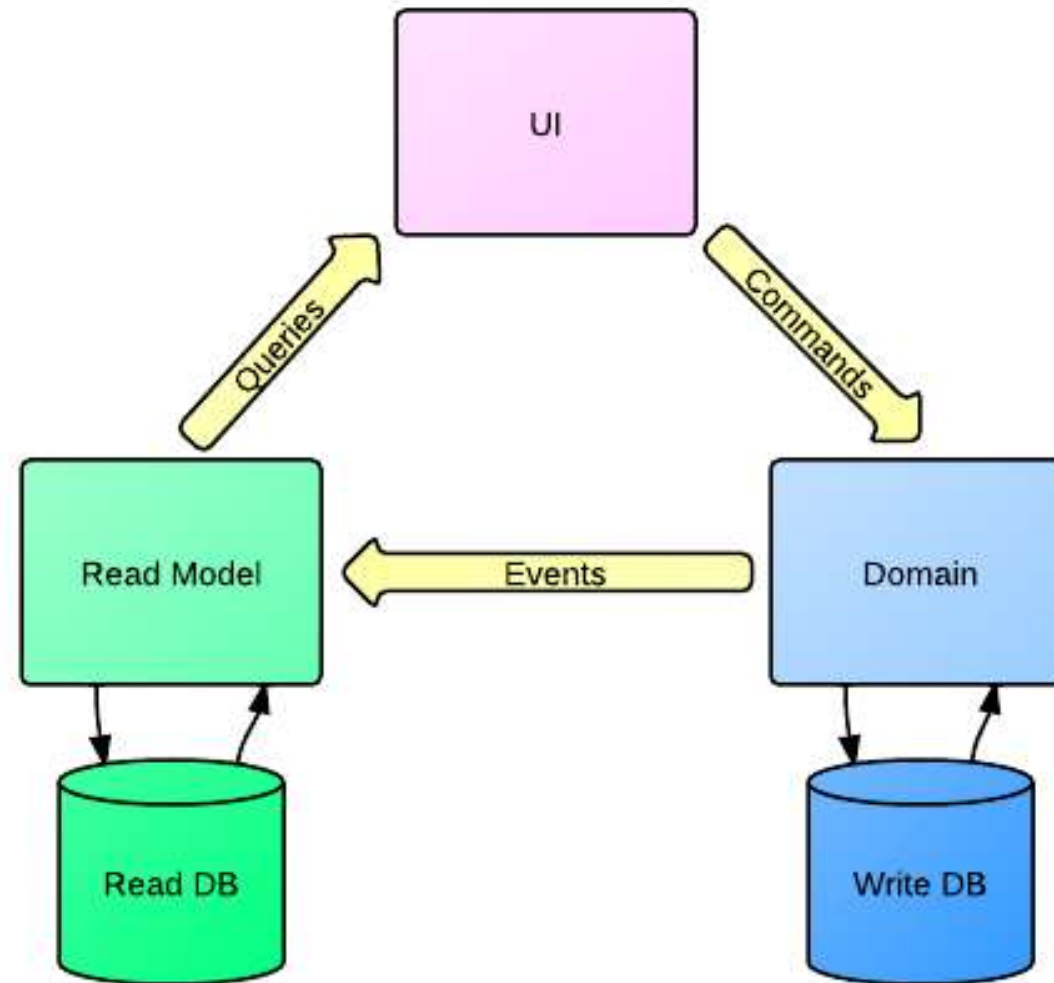 UI
Queries
Commands
Read Model
Events
Domain
Read DB
Write DB